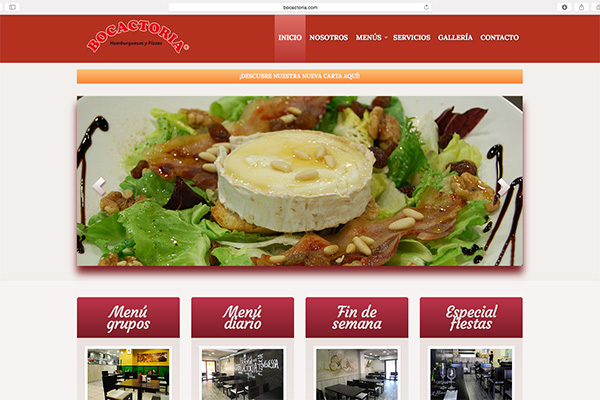 bocactoria.com
BOCACTORIA®
Hamburguesas y Pizzas
INICIO NOSOTROS MENÚS SERVICIOS GALLERÍA CONTACTO
¡DESCUBRE NUESTRA NUEVA CARTA AQUÍ!
Menú grupos
Menú diario
Fin de semana
Especial fiestas